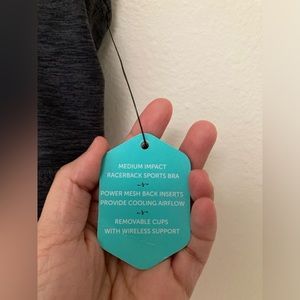 MEDIUM IMPACT
RACERBACK SPORTS BRA
POWER MESH BACK INSERTS
PROVIDE COOLING AIRFLOW
REMOVABLE CUPS
WITH WIRELESS SUPPORT